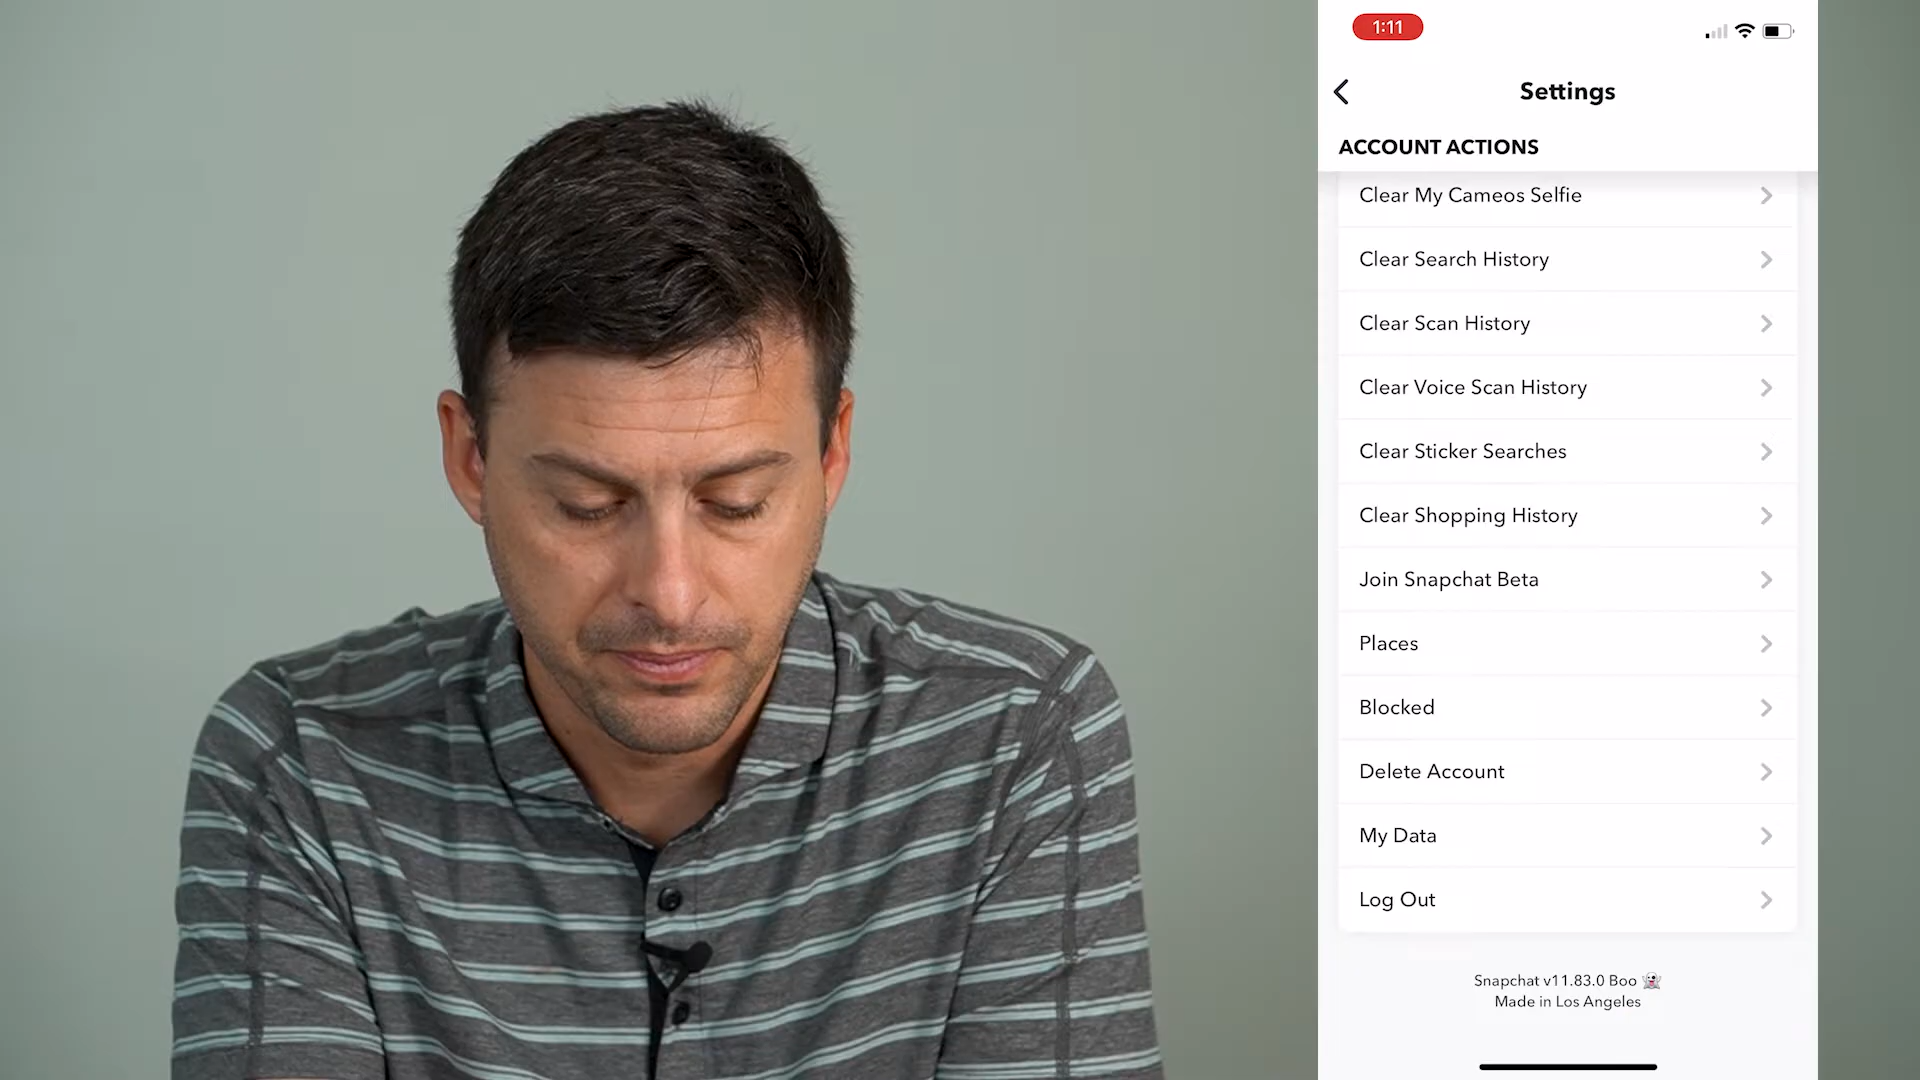 1:11
Settings
ACCOUNT ACTIONS
Clear My Cameos Selfie
Clear Search History
Clear Scan History
Clear Voice Scan History
Clear Sticker Searches
Clear Shopping History
Join Snapchat Beta
Places
Blocked
Delete Account
My Data
Log Out
Snapchat v11.83.0 Boo 👻
Made in Los Angeles